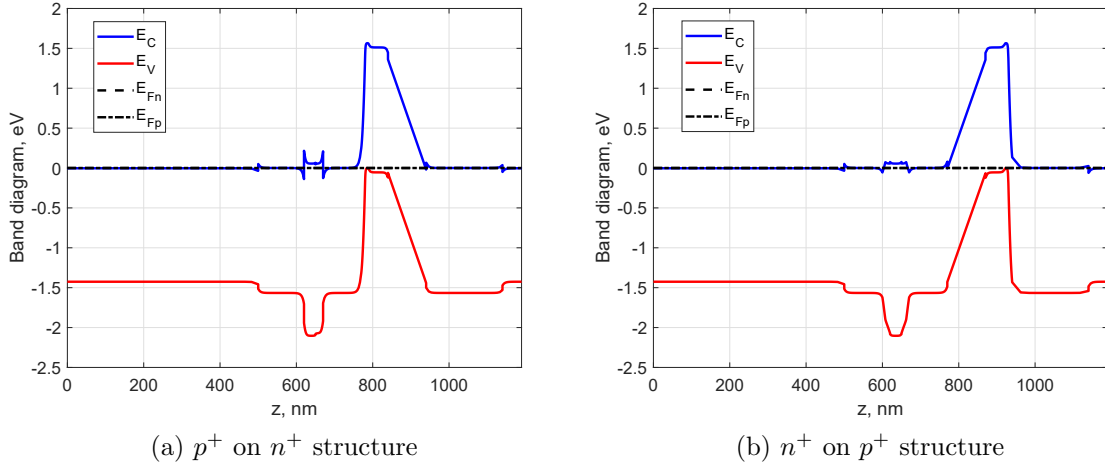 2
1.5
1
0.5
0
-0.5
-1
-1.5
-2
-2.5
Band diagram, eV
E_C
E_V
E_Fn
E_Fp
0 200 400 600 800 1000
z, nm
(a) p⁺ on n⁺ structure
2
1.5
1
0.5
0
-0.5
-1
-1.5
-2
-2.5
Band diagram, eV
E_C
E_V
E_Fn
E_Fp
0 200 400 600 800 1000
z, nm
(b) n⁺ on p⁺ structure